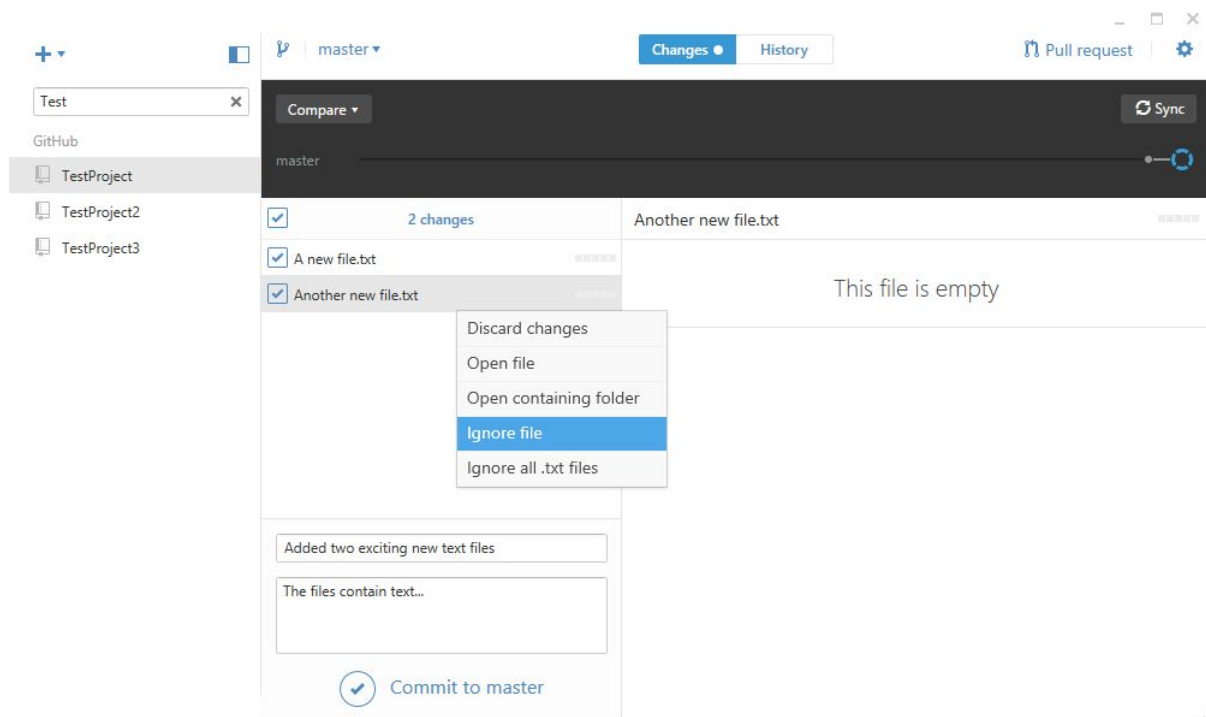 master
Changes
History
Pull request
Test
Compare
Sync
GitHub
master
TestProject
TestProject2
TestProject3
2 changes
Another new file.txt
A new file.txt
Another new file.txt
This file is empty
Discard changes
Open file
Open containing folder
Ignore file
Ignore all .txt files
Added two exciting new text files
The files contain text...
Commit to master